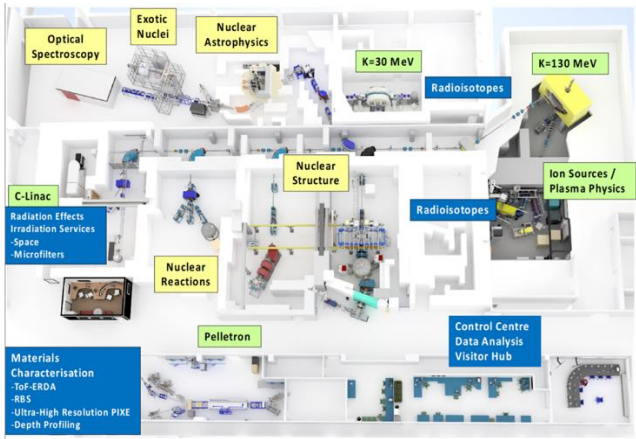 Optical
Spectroscopy
Exotic
Nuclei
Nuclear
Astrophysics
K=30 MeV
Radioisotopes
K=130 MeV
C-Linac
Radiation Effects
Irradiation Services
-Space
-Microfilters
Nuclear
Reactions
Nuclear
Structure
Radioisotopes
Ion Sources /
Plasma Physics
Pelletron
Materials
Characterisation
-ToF-ERDA
-RBS
-Ultra-High Resolution PIXE
-Depth Profiling
Control Centre
Data Analysis
Visitor Hub